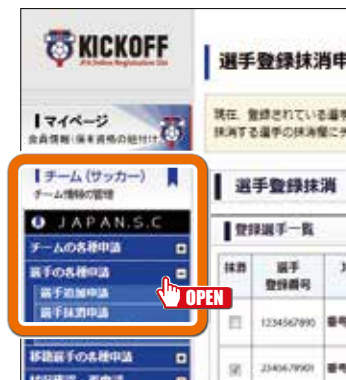 KICKOFF
JFA Online Registration Site
マイページ
会員情報・保有資格の紐付け
チーム(サッカー)
チーム情報の管理
JAPAN.S.C
チームの各種申請
選手の各種申請
選手追加申請
選手抹消申請
OPEN
移籍選手の各種申請
選手登録抹消申
現在、登録されている選手
抹消する選手の抹消欄にチ
選手登録抹消
登録選手一覧
抹消
選手
登録番号
1234567890
2345678901